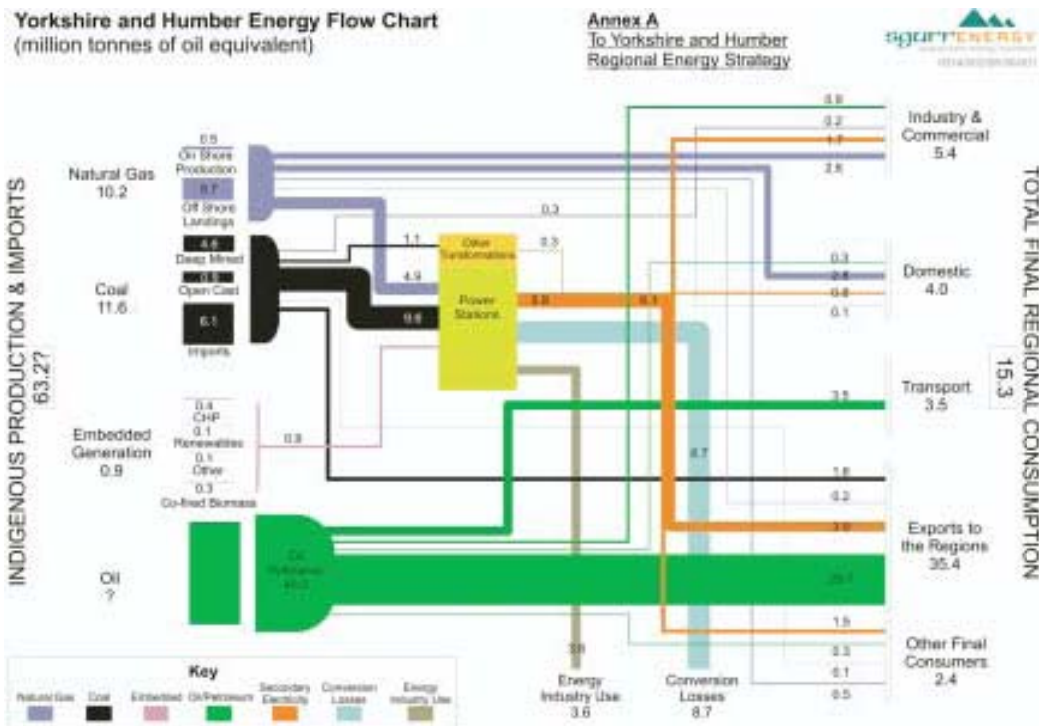 Yorkshire and Humber Energy Flow Chart
(million tonnes of oil equivalent)
Annex A
To Yorkshire and Humber
Regional Energy Strategy
sgurrENERGY
INDIGENOUS PRODUCTION & IMPORTS
63.2?
Natural Gas
10.2
0.5
On Shore
Production
9.7
Off Shore
Landings
Coal
11.6
4.6
Deep Mined
0.9
Open Cast
6.1
Imports
Embedded
Generation
0.9
0.4
CHP
0.1
Renewables
0.1
Other
0.3
Co-fired Biomass
Oil
?
0.3
1.1
4.9
9.6
0.9
Other
Transformations
Power
Stations
0.3
8.7
3.6
Energy
Industry Use
3.6
Conversion
Losses
8.7
0.9
0.2
1.7
2.6
Industry &
Commercial
5.4
0.3
2.8
0.8
0.1
Domestic
4.0
3.5
Transport
3.5
1.8
0.2
Exports to
the Regions
35.4
1.9
0.3
0.1
0.5
Other Final
Consumers
2.4
TOTAL FINAL REGIONAL CONSUMPTION
15.3
Key
Natural Gas
Coal
Embedded
Oil/Petroleum
Secondary
Electricity
Conversion
Losses
Energy
Industry Use